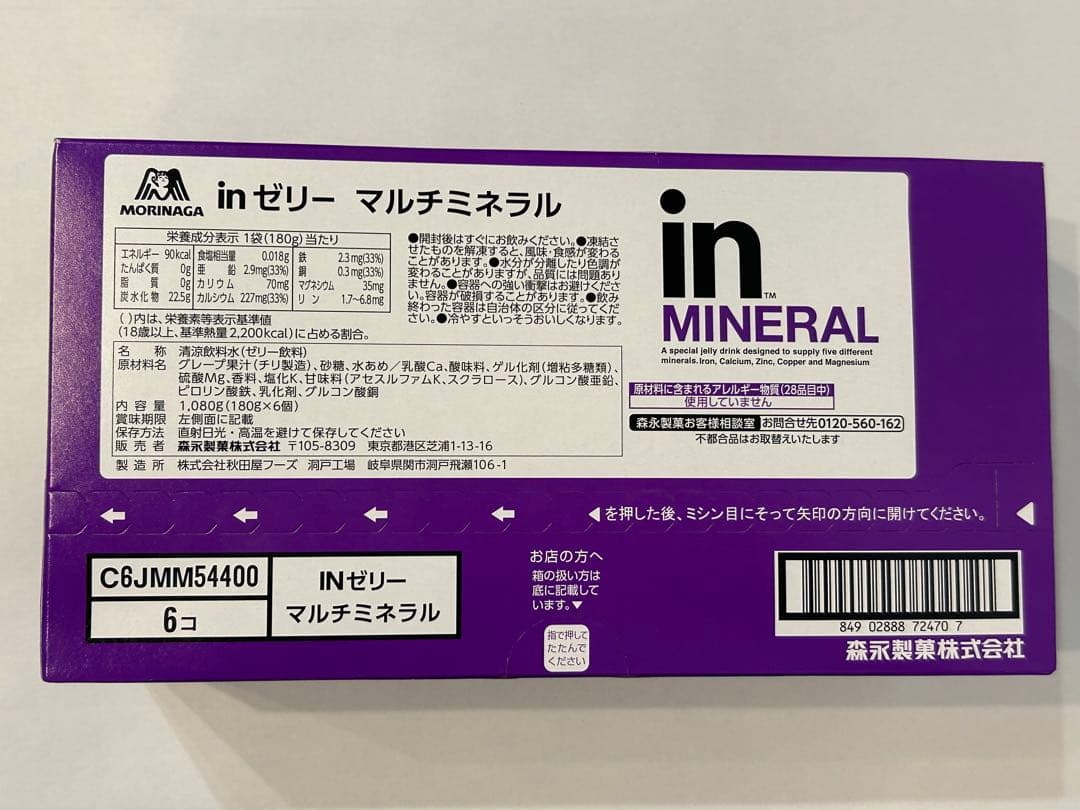 MORINAGA
in ゼリー マルチミネラル
栄養成分表示 1袋(180g)当たり
エネルギー 90kcal 食塩相当量 0.018g 鉄 2.3mg(33%)
たんぱく質 0g 亜鉛 2.9mg(33%) 銅 0.3mg(33%)
脂質 0g カリウム 70mg マグネシウム 35mg
炭水化物 22.5g カルシウム 227mg(33%) リン 1.7~6.8mg
( )内は、栄養素等表示基準値
(18歳以上、基準熱量2,200kcal)に占める割合。
●開封後はすぐにお飲みください。●凍結さ
せたものを解凍すると、風味・食感が変わる
ことがあります。●水分が分離したり色調が
変わることがありますが、品質には問題あり
ません。●容器への強い衝撃はお避けくださ
い。容器が破損することがあります。●飲み
終わった容器は自治体の区分に従ってくだ
さい。●冷やすといっそうおいしくなります。
名称 清涼飲料水(ゼリー飲料)
原材料名 グレープ果汁(チリ製造)、砂糖、水あめ/乳酸Ca、酸味料、ゲル化剤(増粘多糖類)、
硫酸Mg、香料、塩化K、甘味料(アセスルファムK、スクラロース)、グルコン酸亜鉛、
ピロリン酸鉄、乳化剤、グルコン酸銅
内容量 1,080g(180g×6個)
賞味期限 左側面に記載
保存方法 直射日光・高温を避けて保存してください
販売者 森永製菓株式会社 〒105-8309 東京都港区芝浦1-13-16
製造所 株式会社秋田屋フーズ 洞戸工場 岐阜県関市洞戸飛瀬106-1
in
TM
MINERAL
A special jelly drink designed to supply five different
minerals. Iron, Calcium, Zinc, Copper and Magnesium
原材料に含まれるアレルギー物質(28品目中)
使用していません
森永製菓お客様相談室 お問合せ先0120-560-162
不都合品はお取替えいたします
◀を押した後、ミシン目にそって矢印の方向に開けてください。
C6JMM54400
6コ
INゼリー
マルチミネラル
お店の方へ
箱の扱い方は
底に記載して
います。▼
指で押して
たたんで
ください
849 02888 72470 7
森永製菓株式会社